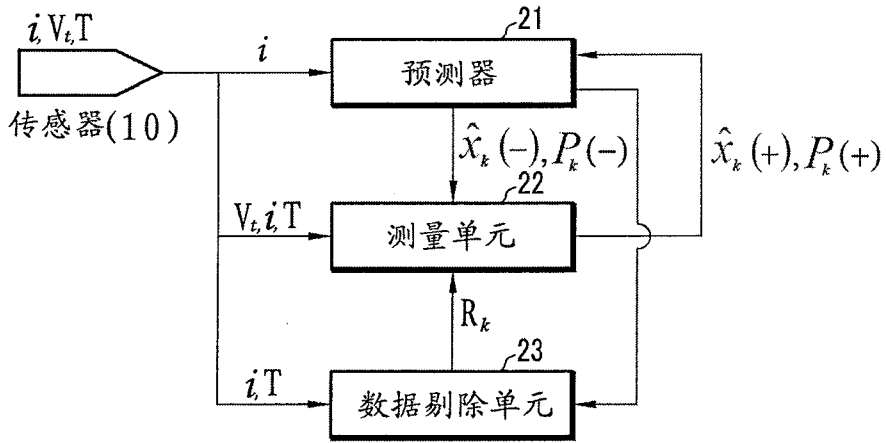 i,Vt,T
传感器(10)
i
21
预测器
x̂k(−),Pk(−)
x̂k(+),Pk(+)
22
Vt,i,T
测量单元
Rk
23
i,T
数据剔除单元